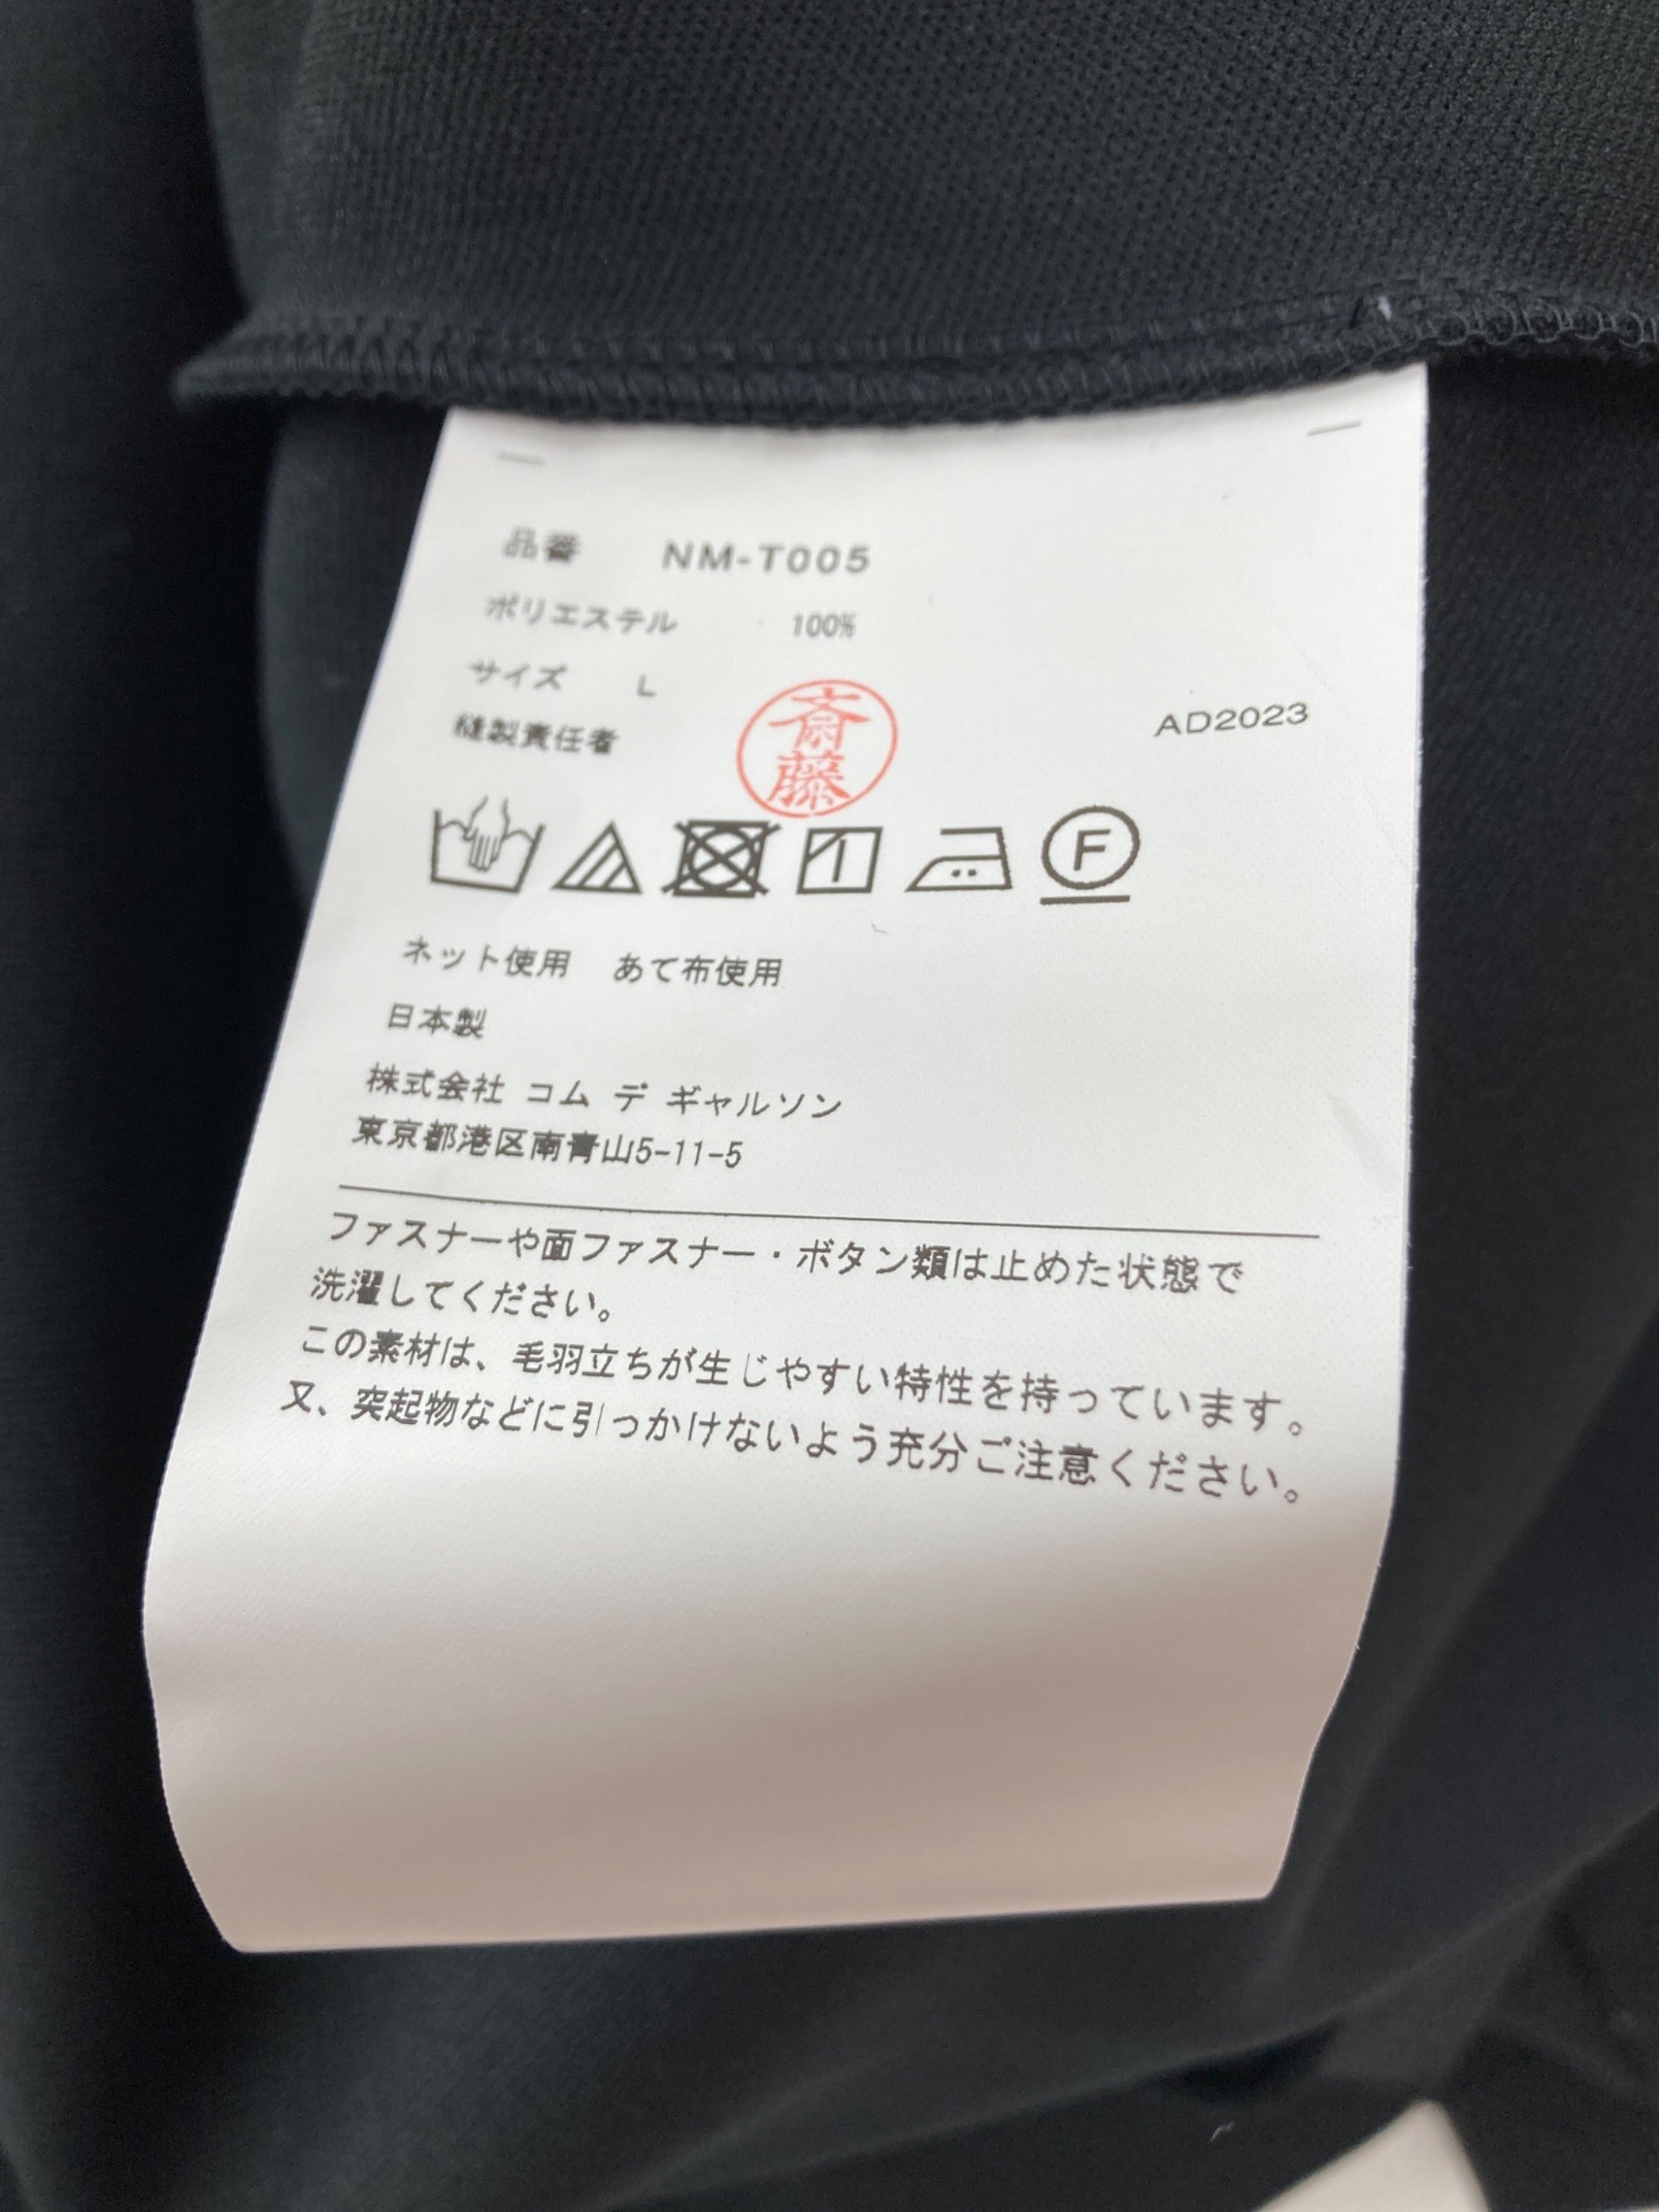 品番 NM-T005
ポリエステル 100%
サイズ L
縫製責任者
斎藤
AD2023
F
ネット使用 あて布使用
日本製
株式会社 コム デ ギャルソン
東京都港区南青山5-11-5
ファスナーや面ファスナー・ボタン類は止めた状態で
洗濯してください。
この素材は、毛羽立ちが生じやすい特性を持っています。
又、突起物などに引っかけないよう充分ご注意ください。